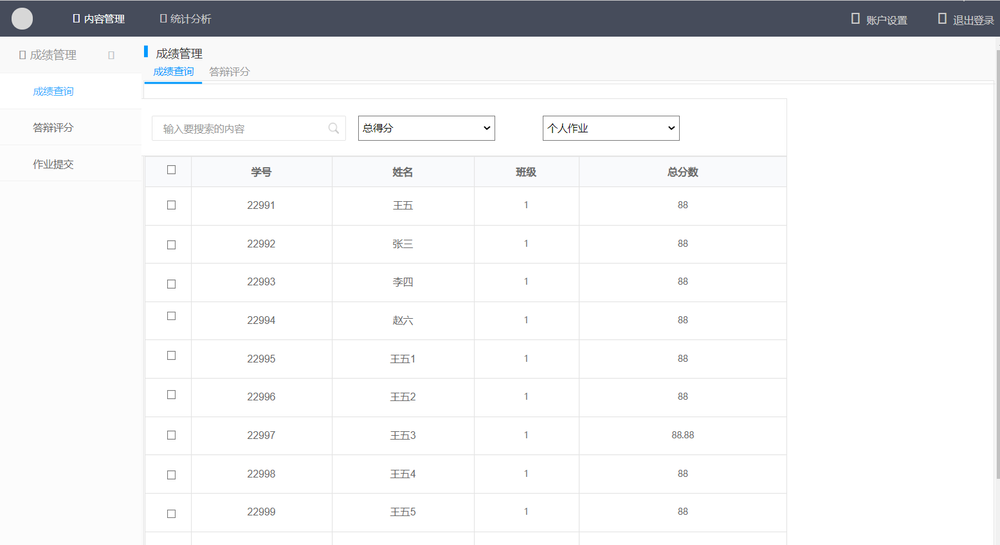 内容管理 统计分析 账户设置 退出登录
成绩管理
成绩查询
答辩评分
作业提交
成绩管理
成绩查询 答辩评分
输入要搜索的内容 总得分 个人作业
学号 姓名 班级 总分数
22991 王五 1 88
22992 张三 1 88
22993 李四 1 88
22994 赵六 1 88
22995 王五1 1 88
22996 王五2 1 88
22997 王五3 1 88.88
22998 王五4 1 88
22999 王五5 1 88